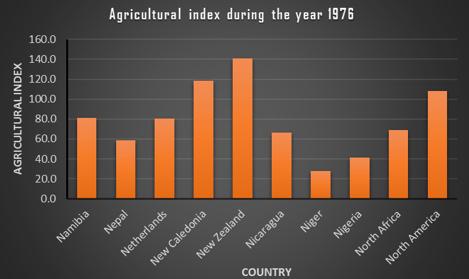 Agricultural index during the year 1976
AGRICULTURAL INDEX
160.0
140.0
120.0
100.0
80.0
60.0
40.0
20.0
0.0
Namibia
Nepal
Netherlands
New Caledonia
New Zealand
Nicaragua
Niger
Nigeria
North Africa
North America
COUNTRY